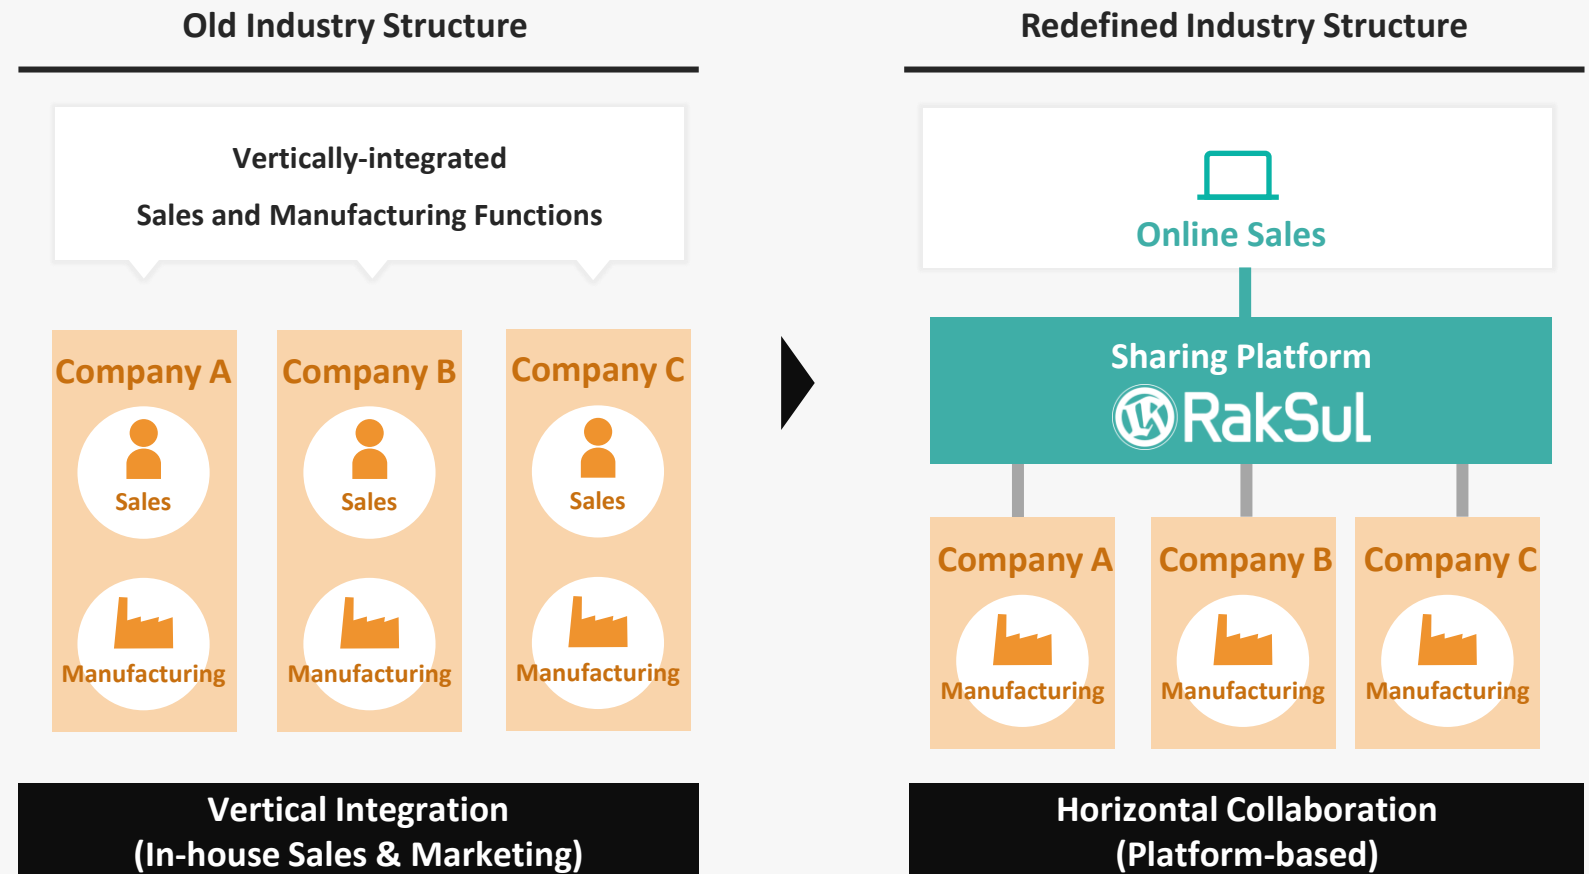 Old Industry Structure
Vertically-integrated
Sales and Manufacturing Functions
Company A
Sales
Manufacturing
Company B
Sales
Manufacturing
Company C
Sales
Manufacturing
Vertical Integration
(In-house Sales & Marketing)
Redefined Industry Structure
Online Sales
Sharing Platform
RakSul
Company A
Manufacturing
Company B
Manufacturing
Company C
Manufacturing
Horizontal Collaboration
(Platform-based)